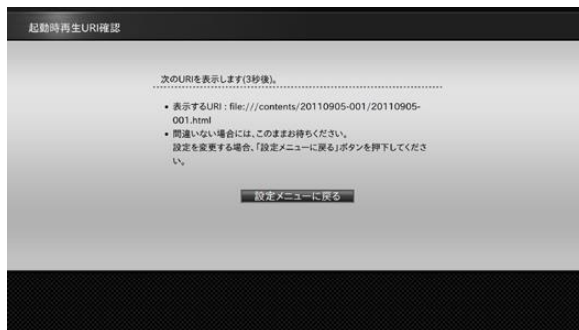 起動時再生URI確認
次のURIを表示します(3秒後)。
• 表示するURI : file:///contents/20110905-001/20110905-
001.html
• 間違いない場合には、このままお待ちください。
設定を変更する場合、「設定メニューに戻る」ボタンを押下してくださ
い。
設定メニューに戻る